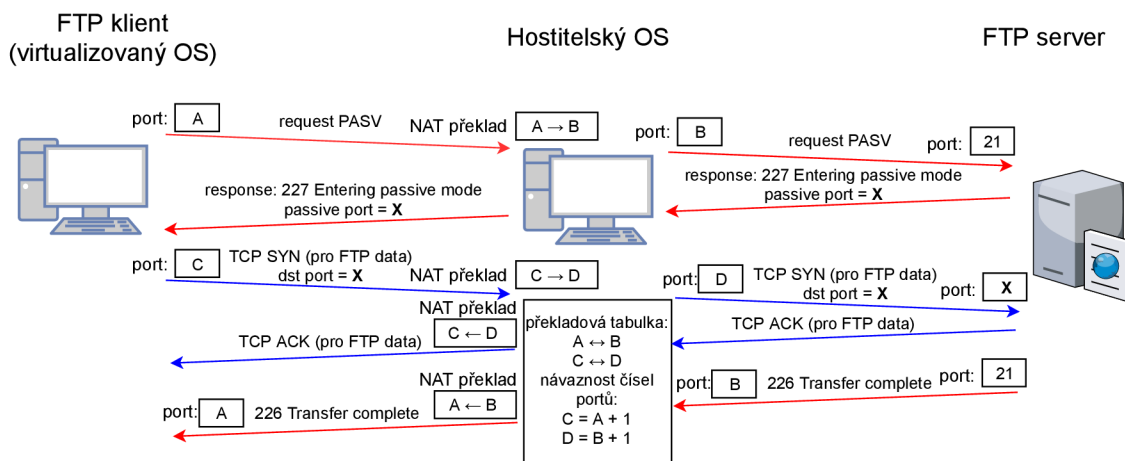 FTP klient
(virtualizovaný OS)
Hostitelský OS
FTP server
port: A
request PASV
NAT překlad A → B
port: B
request PASV
port: 21
response: 227 Entering passive mode
passive port = X
response: 227 Entering passive mode
passive port = X
port: C
TCP SYN (pro FTP data)
dst port = X
NAT překlad C → D
port: D
TCP SYN (pro FTP data)
dst port = X
port: X
NAT překlad
C ← D
TCP ACK (pro FTP data)
TCP ACK (pro FTP data)
překladová tabulka:
A ↔ B
C ↔ D
návaznost čísel
portů:
C = A + 1
D = B + 1
NAT překlad
A ← B
port: A 226 Transfer complete
port: B 226 Transfer complete
port: 21